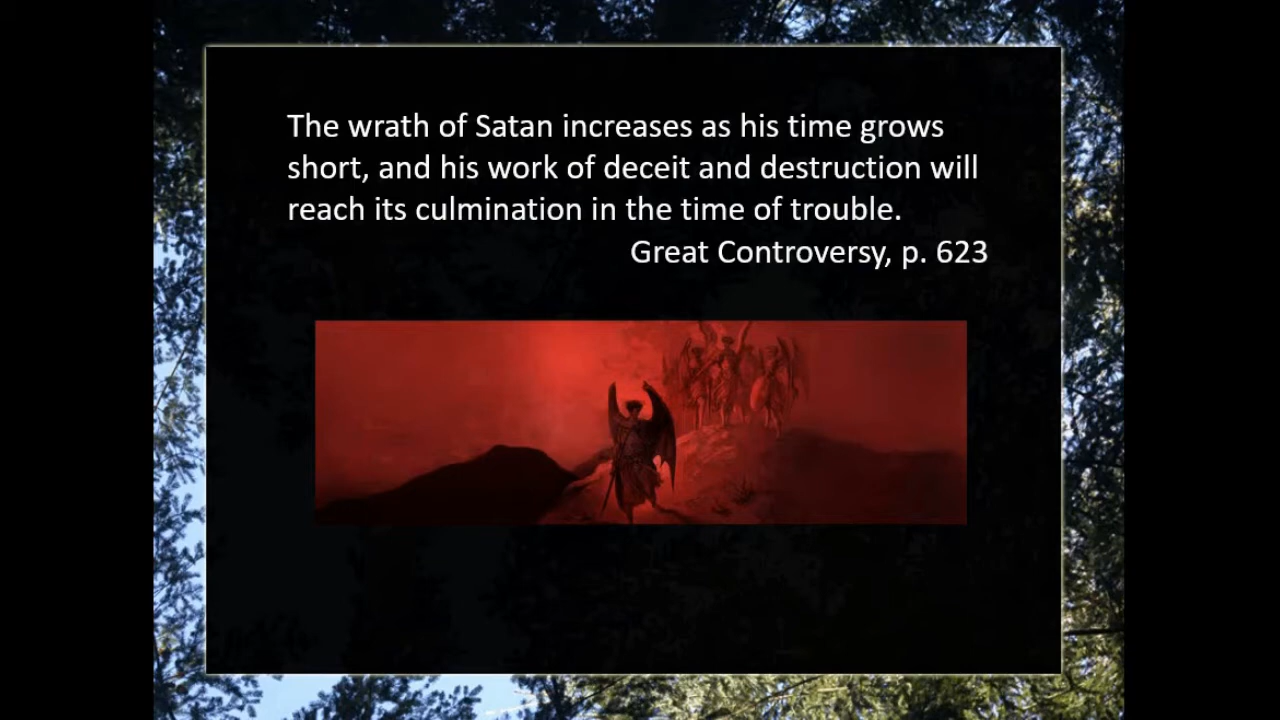 The wrath of Satan increases as his time grows
short, and his work of deceit and destruction will
reach its culmination in the time of trouble.
Great Controversy, p. 623